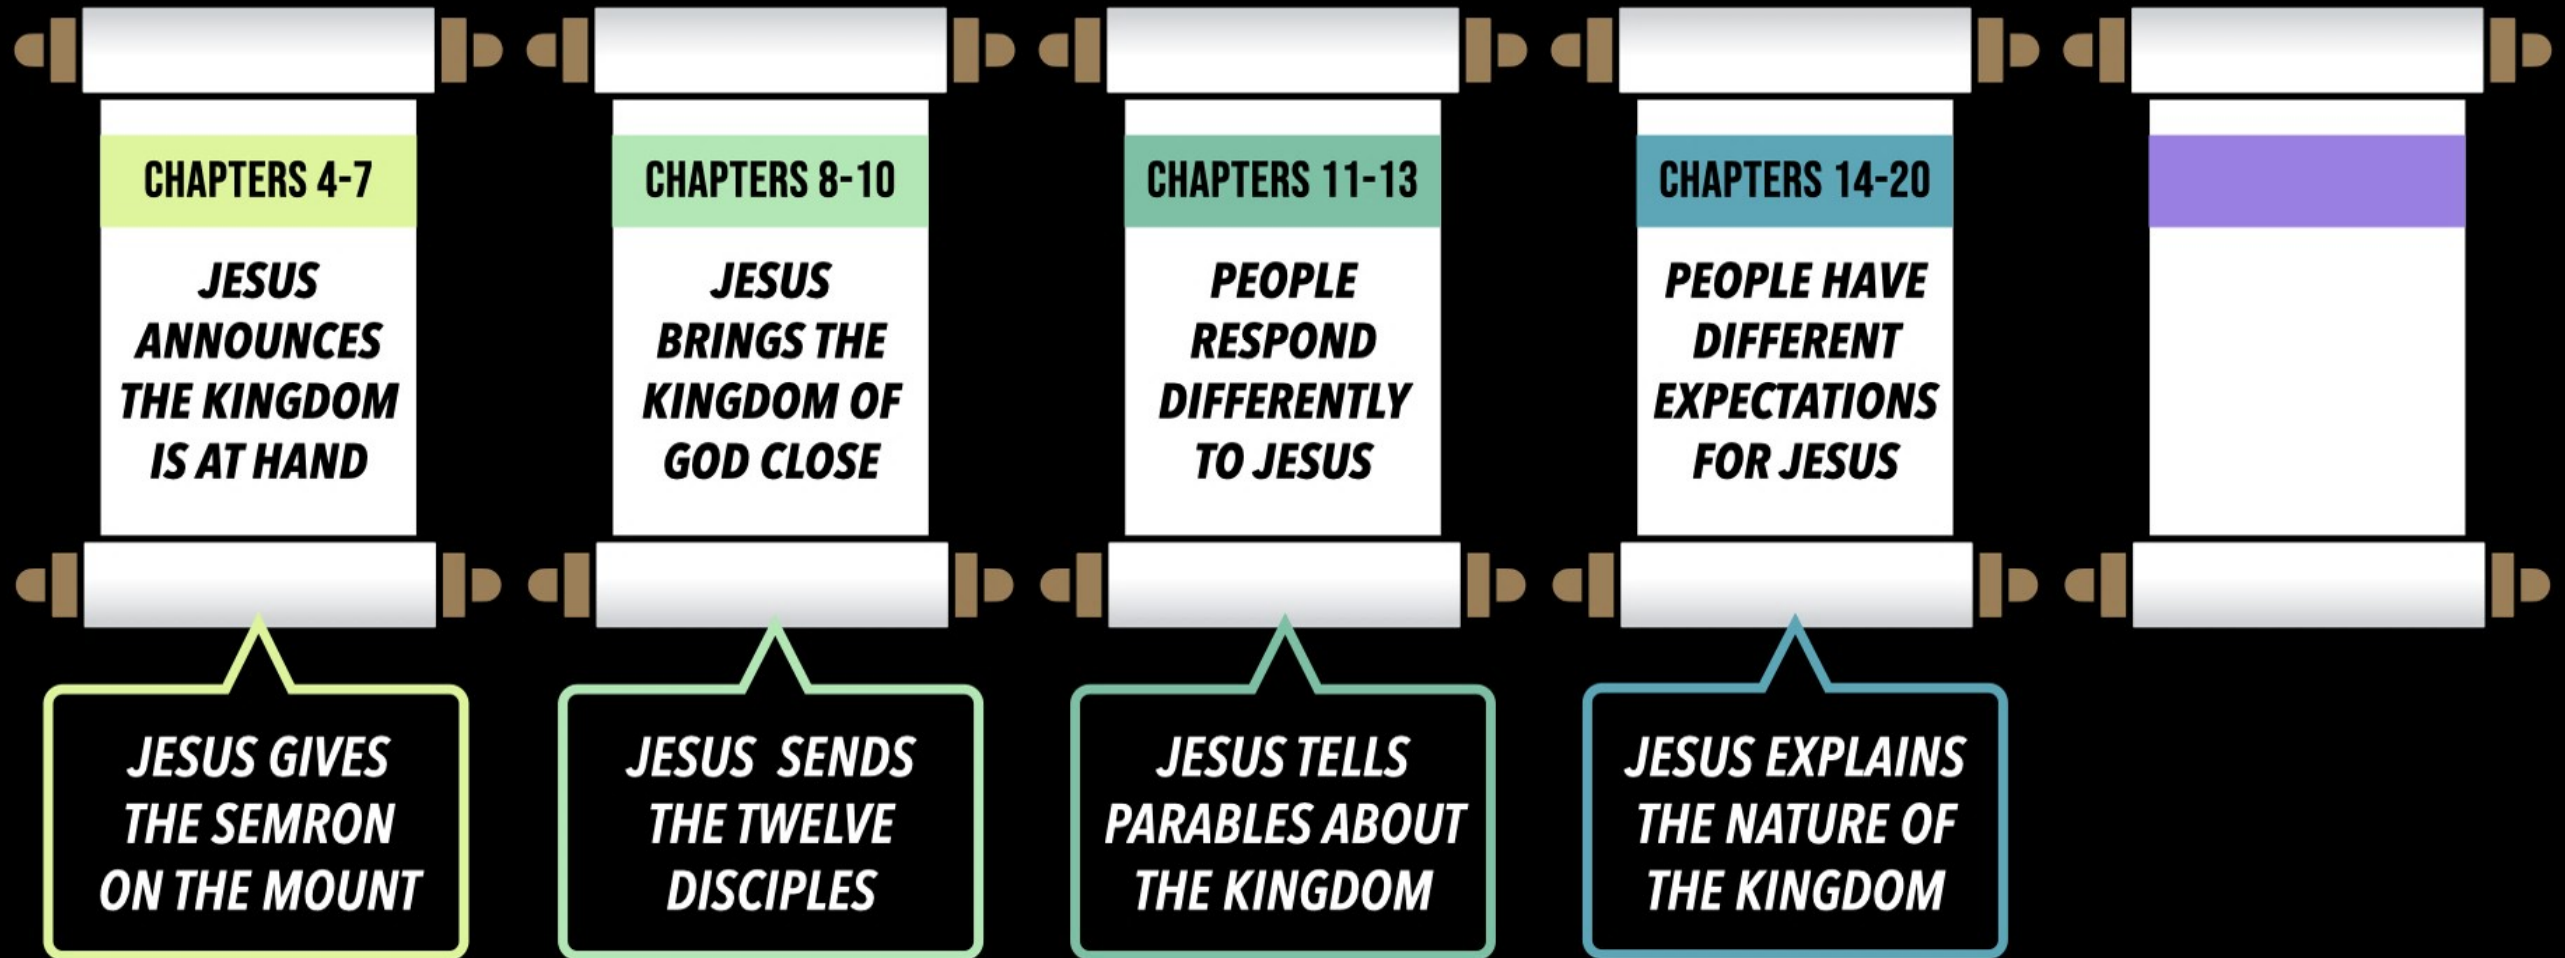 CHAPTERS 4-7
JESUS
ANNOUNCES
THE KINGDOM
IS AT HAND
JESUS GIVES
THE SEMRON
ON THE MOUNT
CHAPTERS 8-10
JESUS
BRINGS THE
KINGDOM OF
GOD CLOSE
JESUS SENDS
THE TWELVE
DISCIPLES
CHAPTERS 11-13
PEOPLE
RESPOND
DIFFERENTLY
TO JESUS
JESUS TELLS
PARABLES ABOUT
THE KINGDOM
CHAPTERS 14-20
PEOPLE HAVE
DIFFERENT
EXPECTATIONS
FOR JESUS
JESUS EXPLAINS
THE NATURE OF
THE KINGDOM